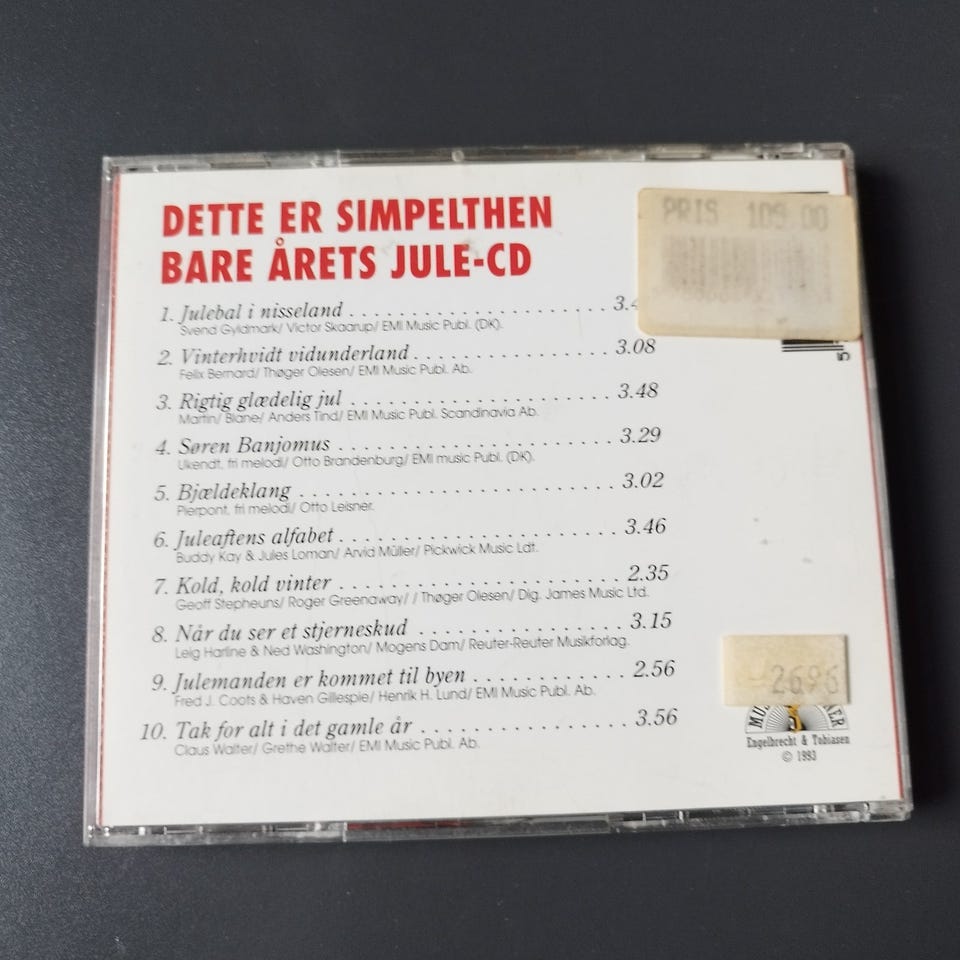 DETTE ER SIMPELTHEN
BARE ÅRETS JULE-CD
PRIS 109.00
1. Julebal i nisseland . . . . . . . . . . . . . . . . . . . . 3.4
Svend Gyldmark/ Victor Skaarup/ EMI Music Publ. (DK).
2. Vinterhvidt vidunderland . . . . . . . . . . . . . . . 3.08
Felix Bernard/ Thøger Olesen/ EMI Music Publ. Ab.
3. Rigtig glædelig jul . . . . . . . . . . . . . . . . . . . . 3.48
Martin/ Blane/ Anders Tind/ EMI Music Publ. Scandinavia Ab.
4. Søren Banjomus . . . . . . . . . . . . . . . . . . . . . 3.29
Ukendt, fri melodi/ Otto Brandenburg/ EMI music Publ. (DK).
5. Bjældeklang . . . . . . . . . . . . . . . . . . . . . . . . 3.02
Pierpont, fri melodi/ Otto Leisner.
6. Juleaftens alfabet . . . . . . . . . . . . . . . . . . . . . 3.46
Buddy Kay & Jules Loman/ Arvid Müller/ Pickwick Music Ldt.
7. Kold, kold vinter . . . . . . . . . . . . . . . . . . . . . 2.35
Geoff Stepheuns/ Roger Greenaway/ / Thøger Olesen/ Dig. James Music Ltd.
8. Når du ser et stjerneskud . . . . . . . . . . . . . . . 3.15
Leig Harline & Ned Washington/ Mogens Dam/ Reuter-Reuter Musikforlag.
9. Julemanden er kommet til byen . . . . . . . . . . . . 2.56
Fred J. Coots & Haven Gillespie/ Henrik H. Lund/ EMI Music Publ. Ab.
10. Tak for alt i det gamle år . . . . . . . . . . . . . . . . 3.56
Claus Walter/ Grethe Walter/ EMI Music Publ. Ab.
2696
Engelbrecht & Tobiasen
© 1993